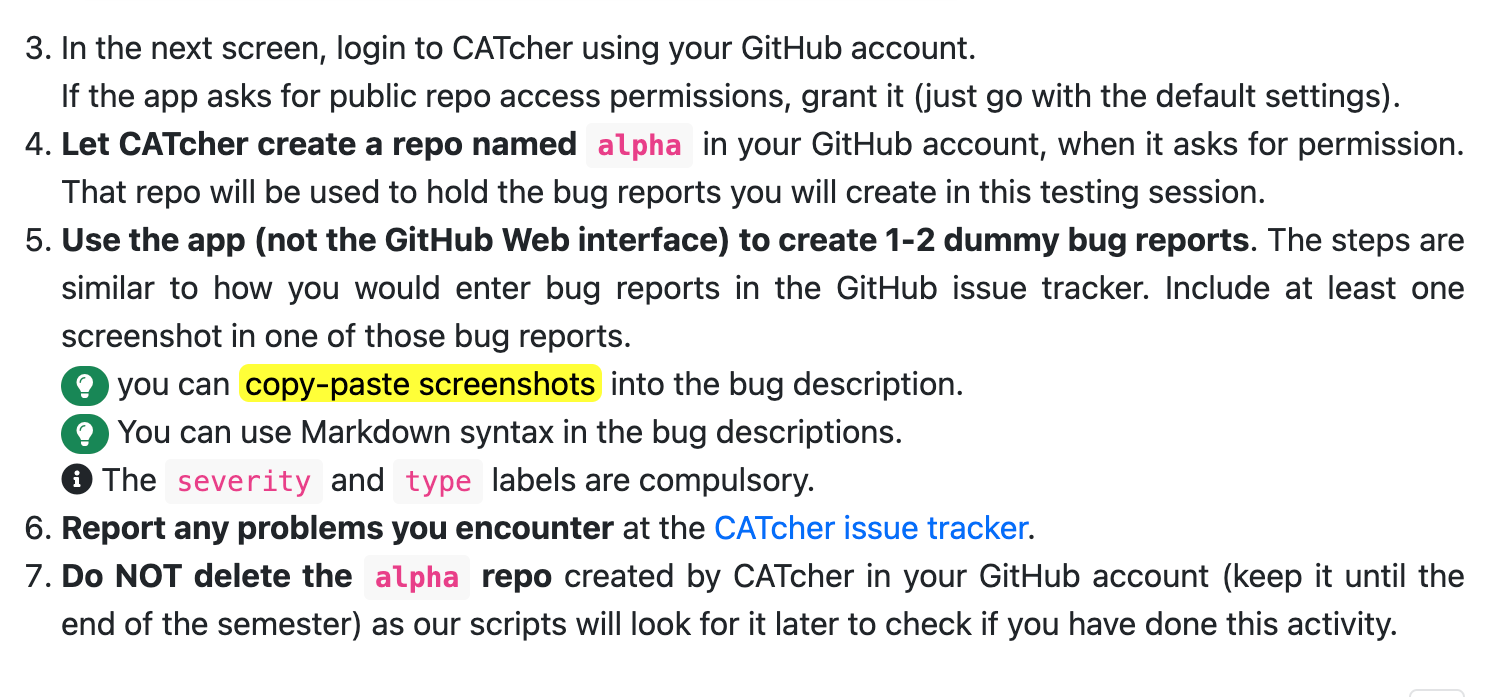 3. In the next screen, login to CATcher using your GitHub account.
If the app asks for public repo access permissions, grant it (just go with the default settings).
4. Let CATcher create a repo named alpha in your GitHub account, when it asks for permission.
That repo will be used to hold the bug reports you will create in this testing session.
5. Use the app (not the GitHub Web interface) to create 1-2 dummy bug reports. The steps are
similar to how you would enter bug reports in the GitHub issue tracker. Include at least one
screenshot in one of those bug reports.
you can copy-paste screenshots into the bug description.
You can use Markdown syntax in the bug descriptions.
The severity and type labels are compulsory.
6. Report any problems you encounter at the CATcher issue tracker.
7. Do NOT delete the alpha repo created by CATcher in your GitHub account (keep it until the
end of the semester) as our scripts will look for it later to check if you have done this activity.